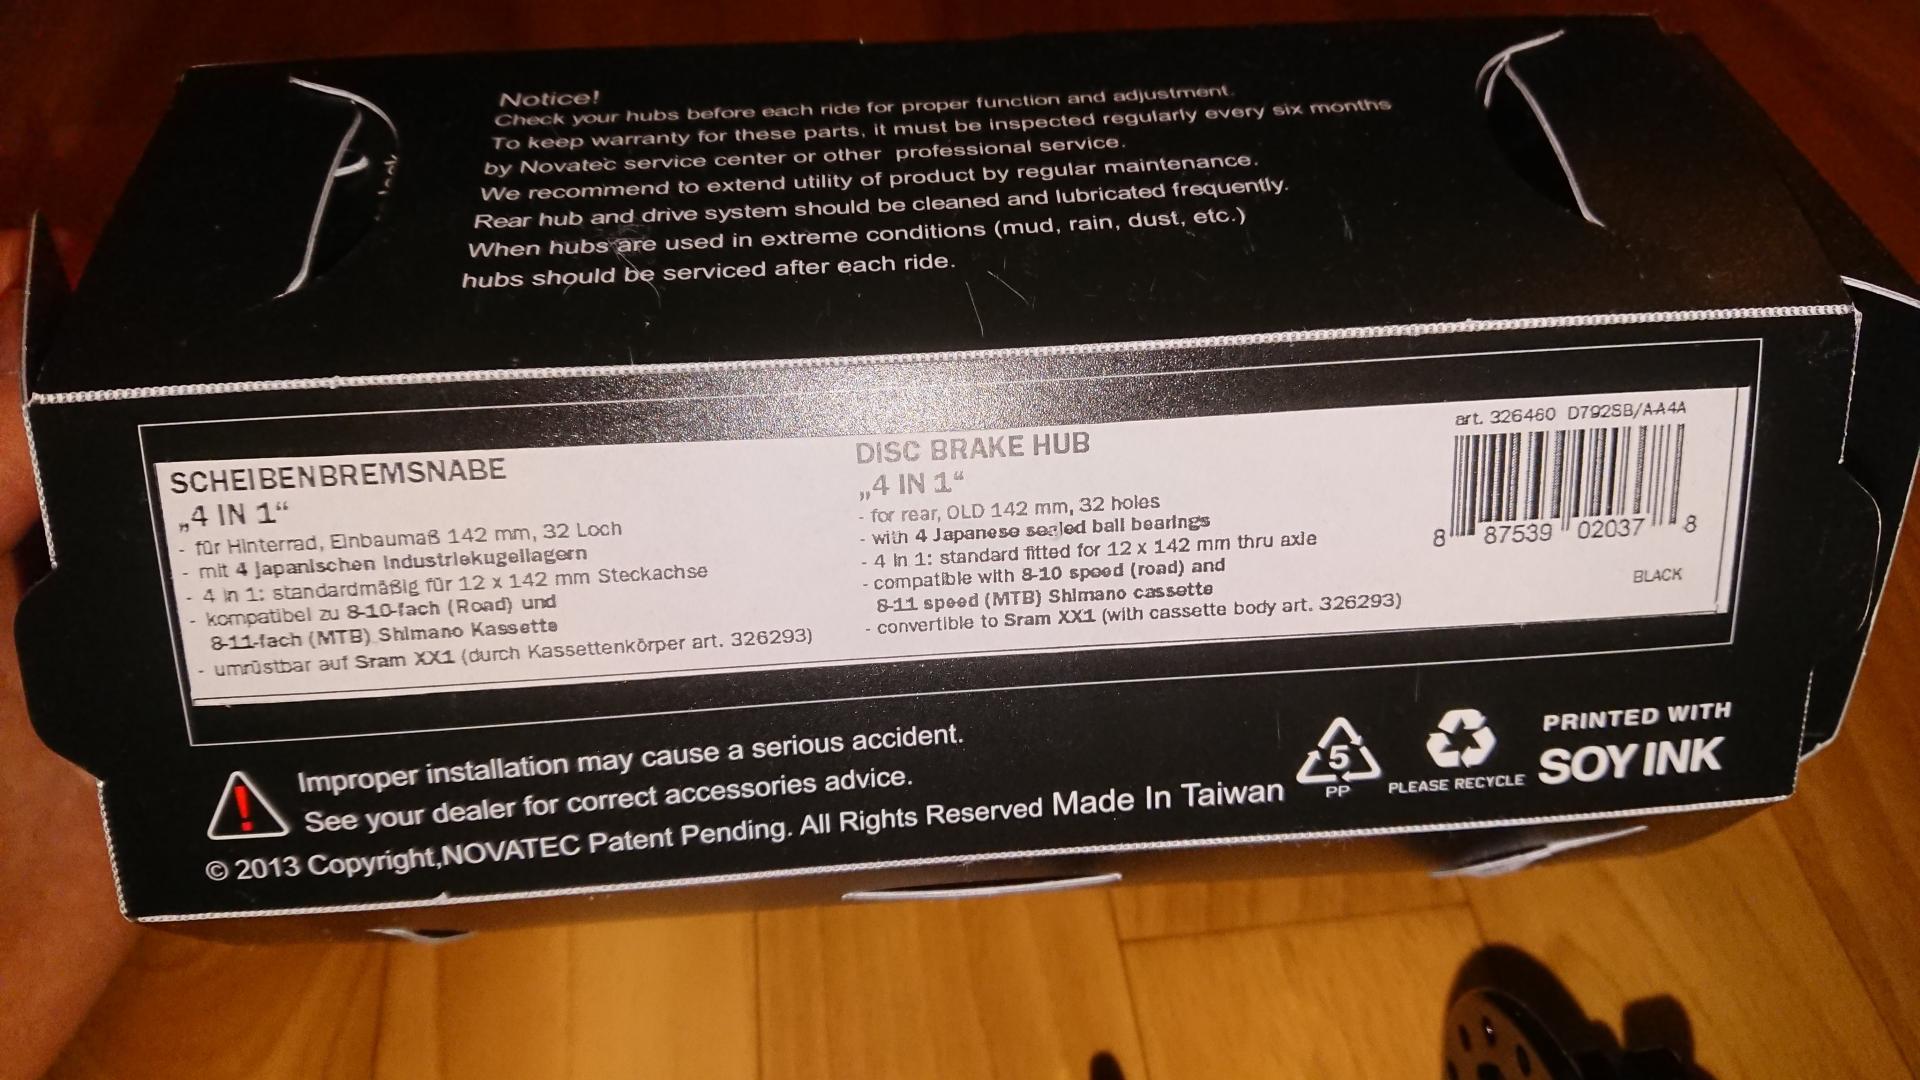 Notice!
Check your hubs before each ride for proper function and adjustment.
To keep warranty for these parts, it must be inspected regularly every six months
by Novatec service center or other professional service.
We recommend to extend utility of product by regular maintenance.
Rear hub and drive system should be cleaned and lubricated frequently.
When hubs are used in extreme conditions (mud, rain, dust, etc.)
hubs should be serviced after each ride.
SCHEIBENBREMSNABE
„4 IN 1“
- für Hinterrad, Einbaumaß 142 mm, 32 Loch
- mit 4 japanischen Industriekugellagern
- 4 in 1: standardmäßig für 12 x 142 mm Steckachse
- kompatibel zu 8-10-fach (Road) und
8-11-fach (MTB) Shimano Kassette
- umrüstbar auf Sram XX1 (durch Kassettenkörper art. 326293)
DISC BRAKE HUB
„4 IN 1“
- for rear, OLD 142 mm, 32 holes
- with 4 Japanese sealed ball bearings
- 4 in 1: standard fitted for 12 x 142 mm thru axle
- compatible with 8-10 speed (road) and
8-11 speed (MTB) Shimano cassette
- convertible to Sram XX1 (with cassette body art. 326293)
art. 326460 D792SB/A-A4A
8 87539 02037 8
BLACK
Improper installation may cause a serious accident.
See your dealer for correct accessories advice.
© 2013 Copyright,NOVATEC Patent Pending. All Rights Reserved Made In Taiwan
5
PP
PLEASE RECYCLE
PRINTED WITH
SOY INK